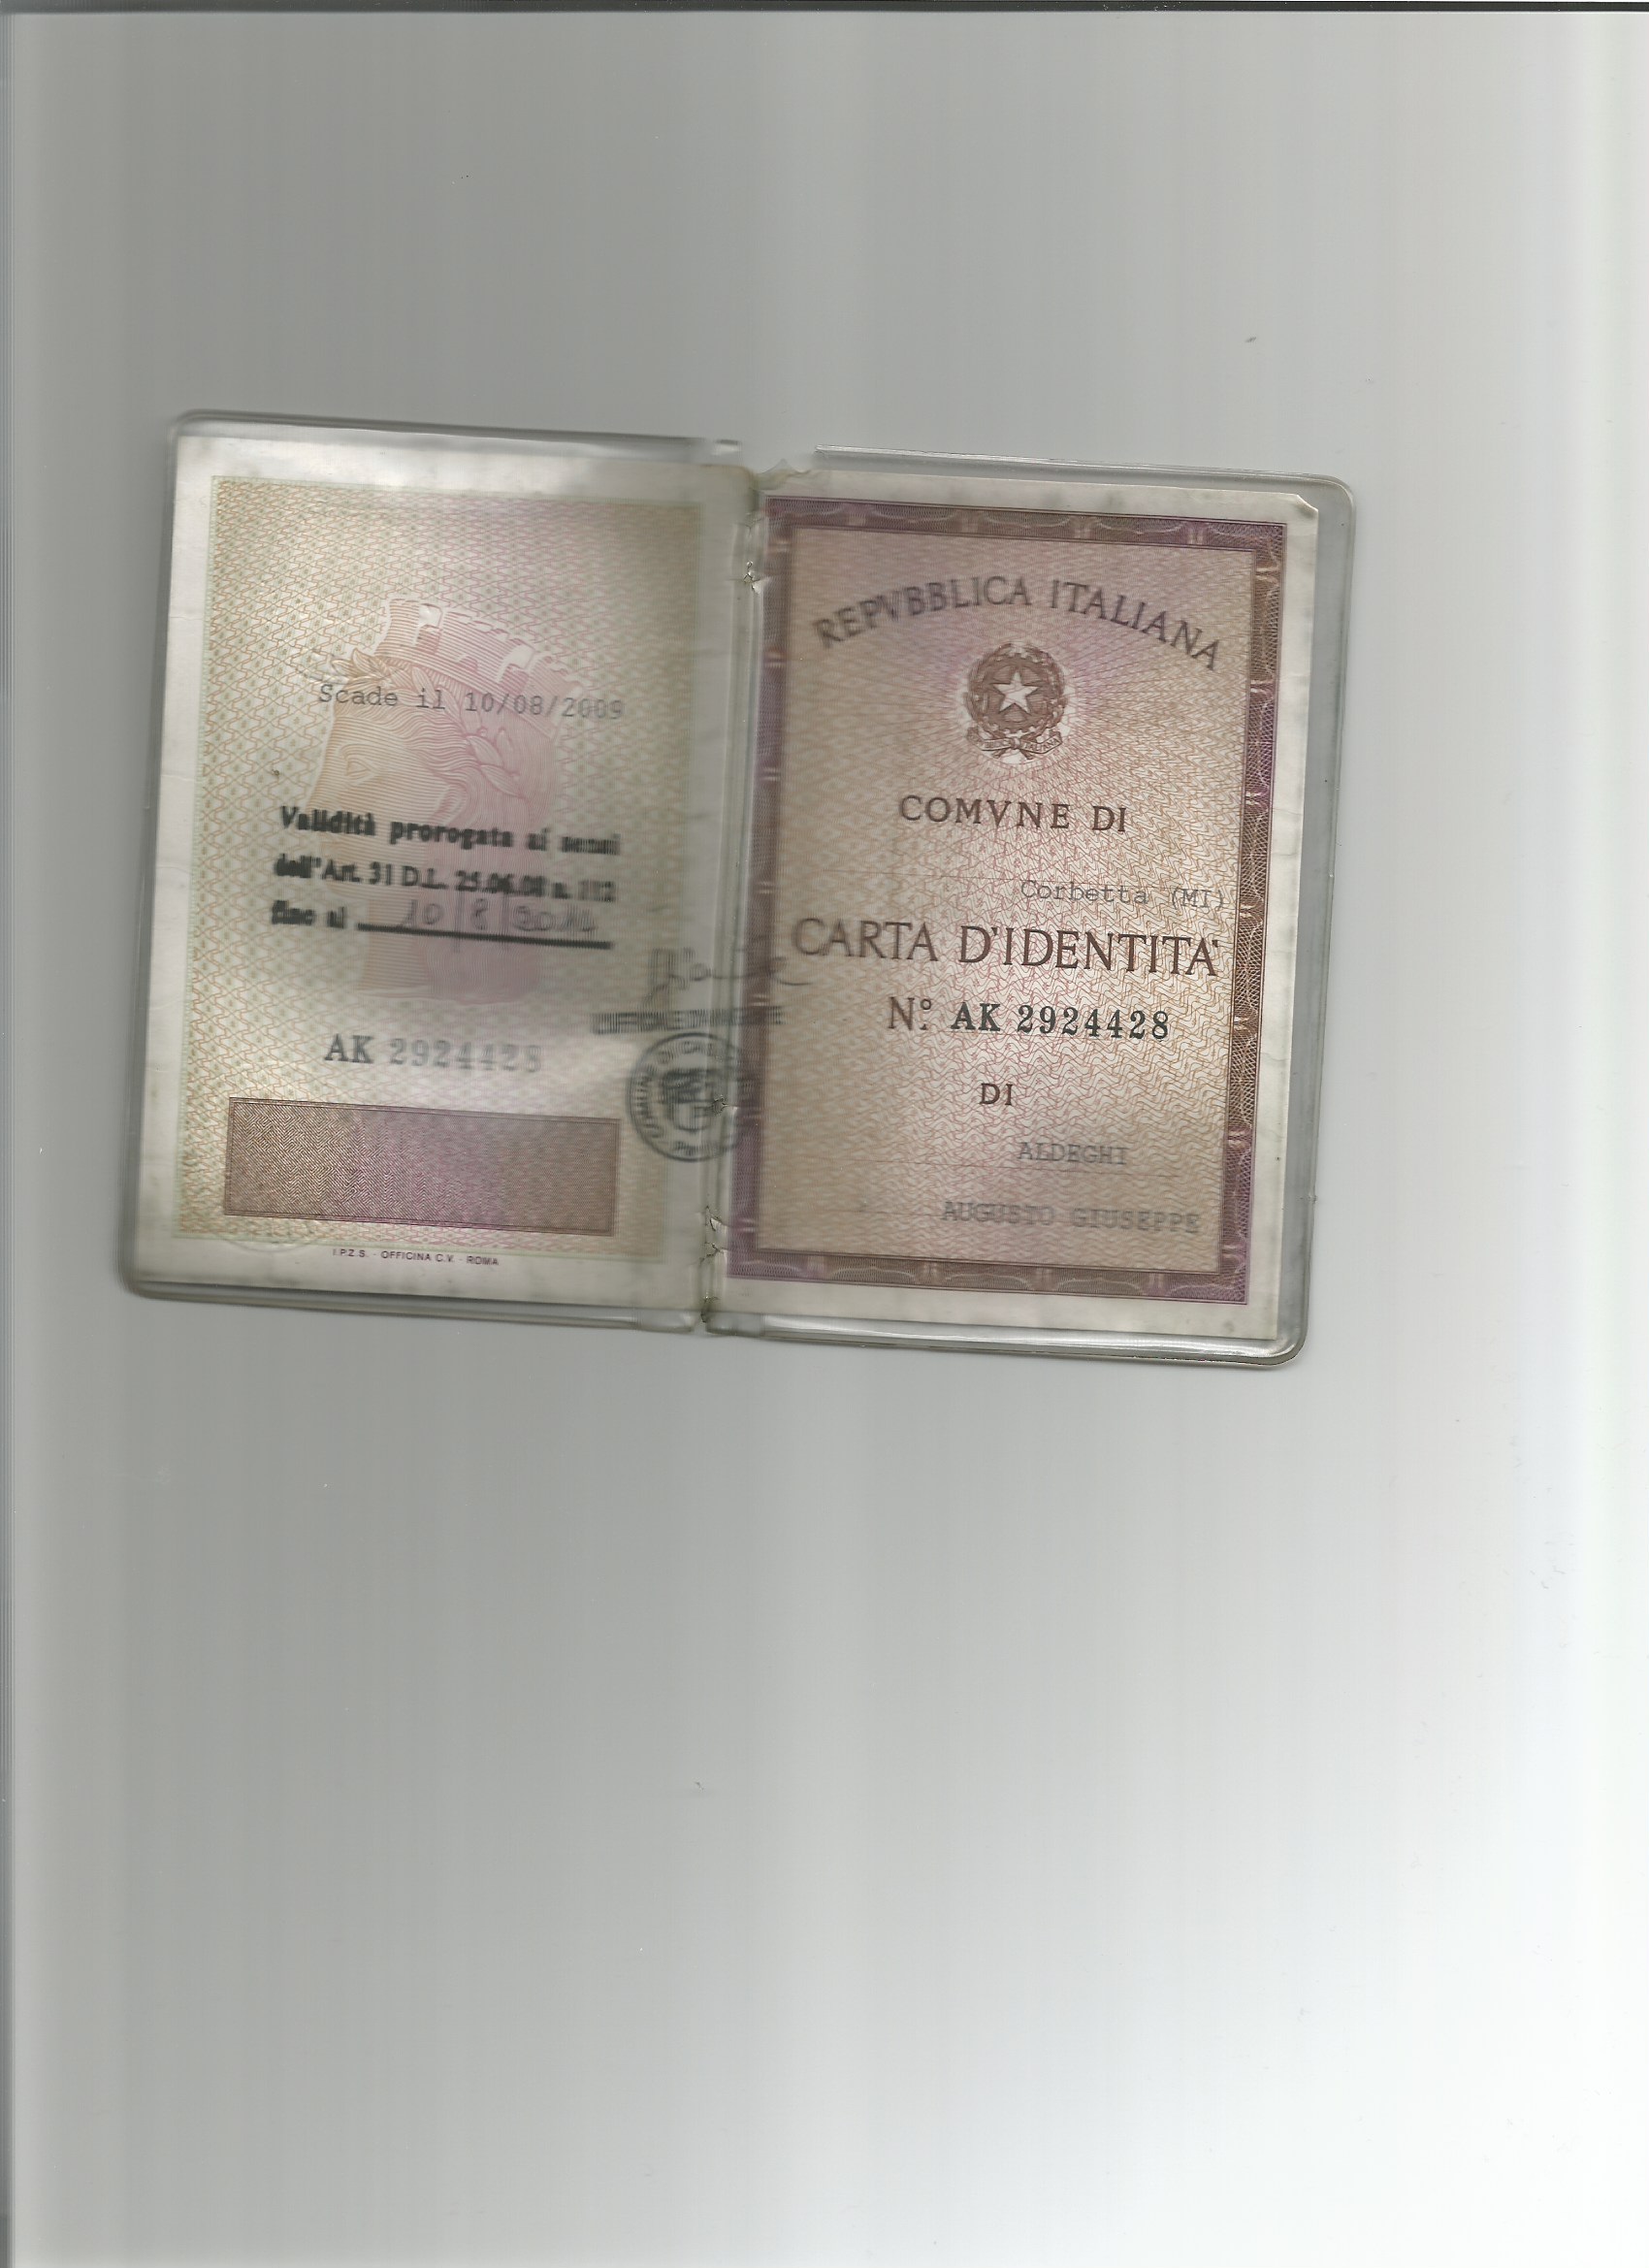 Scade il 10/08/2009
Validità prorogata ai sensi
dell'Art. 31 D.L. 25.06.08 n. 112
fino al 10/8/2014
AK 2924428
I.P.Z.S. - OFFICINA C.V. - ROMA
REPVBBLICA ITALIANA
COMVNE DI
Corbetta (MI)
CARTA D'IDENTITA'
N° AK 2924428
DI
ALDEGHI
AUGUSTO GIUSEPPE